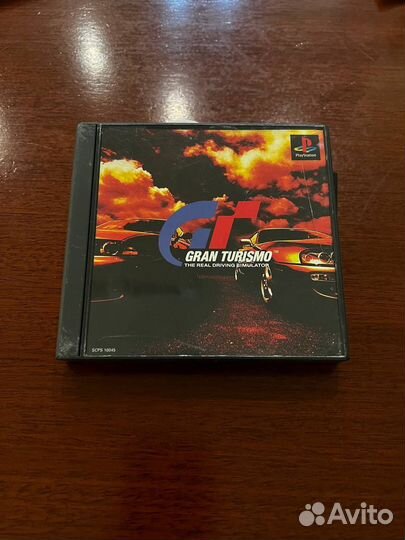 PlayStation
GT
GRAN TURISMO
THE REAL DRIVING SIMULATOR
SCPS 10045
Avito